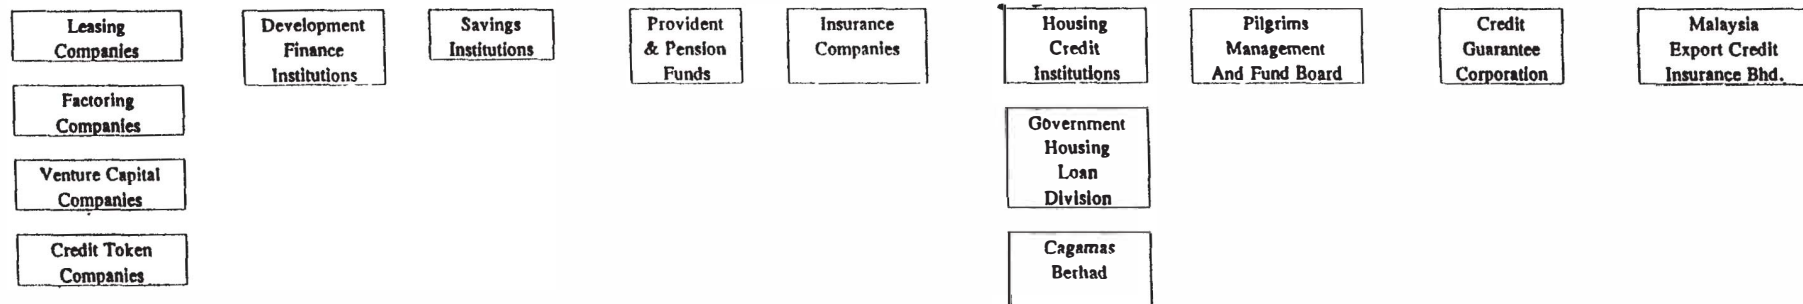 Leasing
Companies
Development
Finance
Institutions
Savings
Institutions
Provident
& Pension
Funds
Insurance
Companies
Housing
Credit
Institutions
Pilgrims
Management
And Fund Board
Credit
Guarantee
Corporation
Malaysia
Export Credit
Insurance Bhd.
Factoring
Companies
Government
Housing
Loan
Division
Venture Capital
Companies
Credit Token
Companies
Cagamas
Berhad